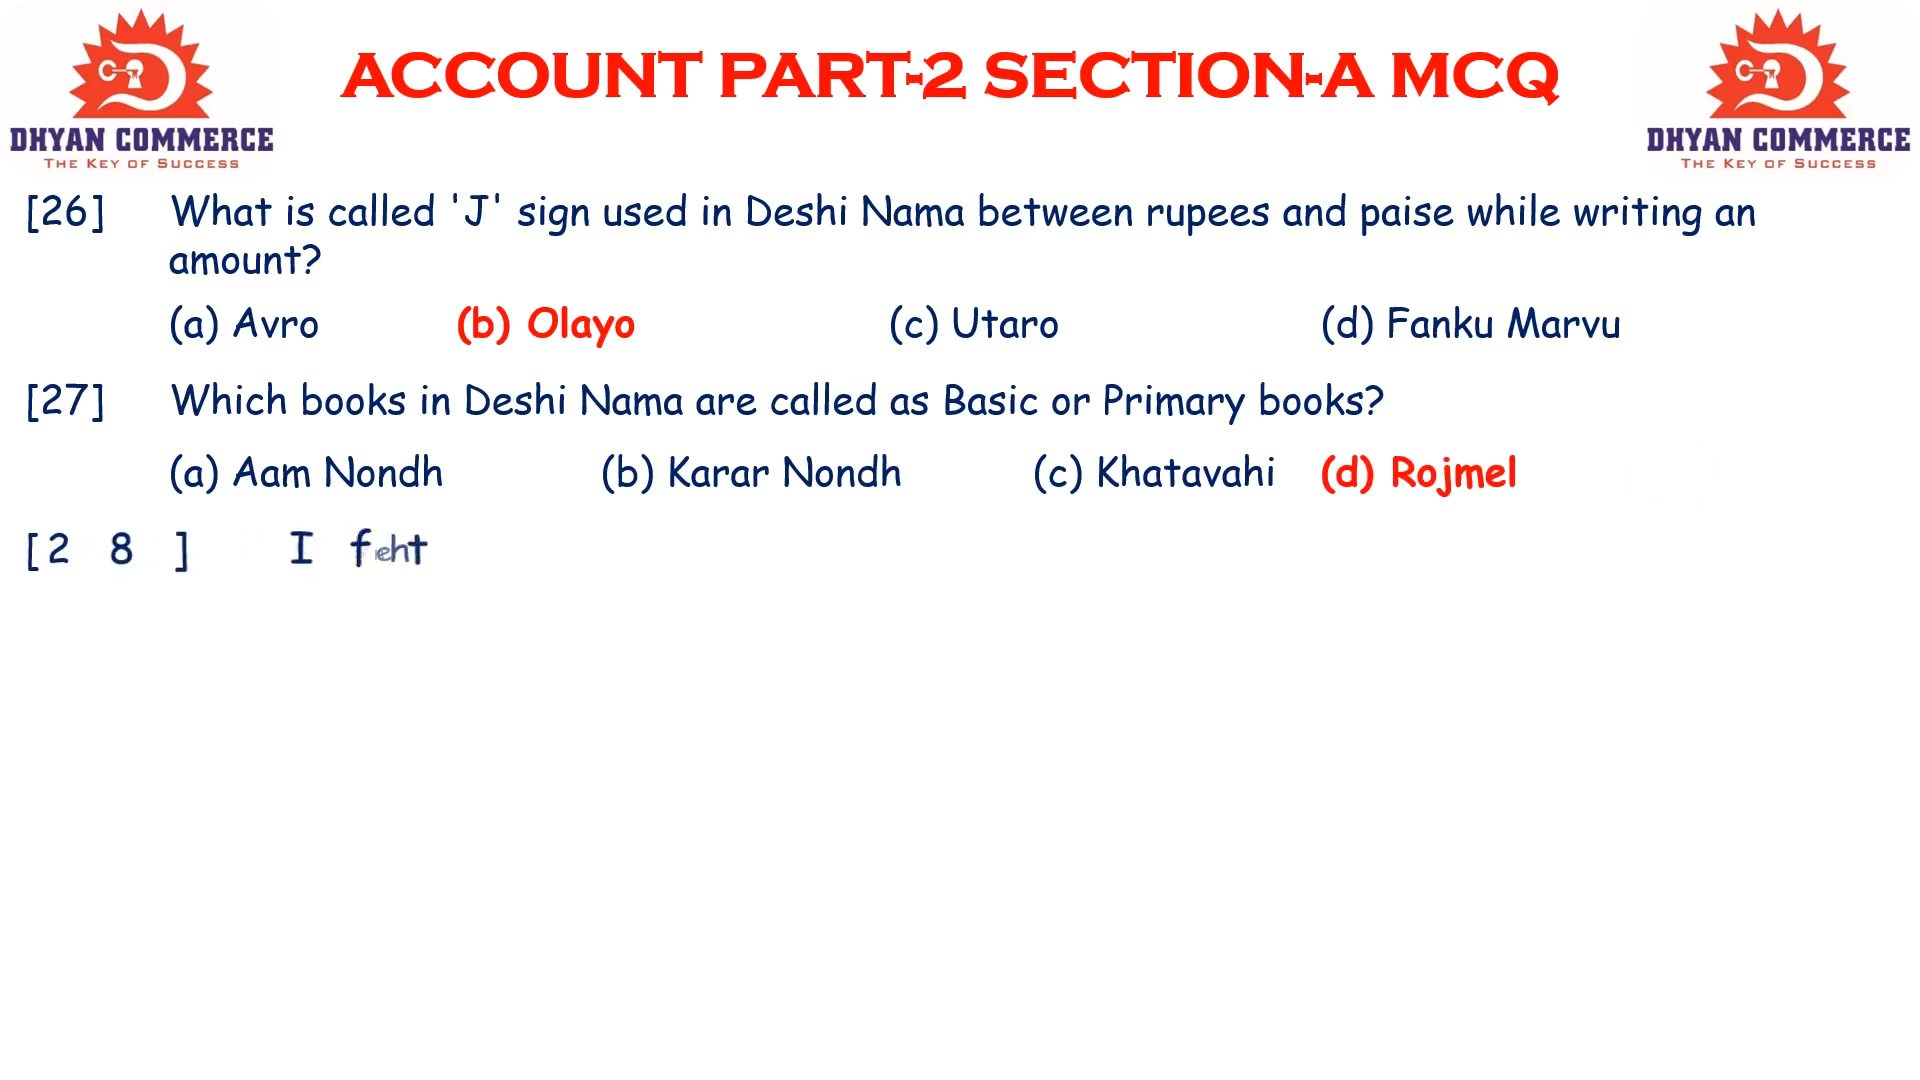 DHYAN COMMERCE
THE KEY OF SUCCESS
ACCOUNT PART-2 SECTION-A MCQ
DHYAN COMMERCE
THE KEY OF SUCCESS
[26] What is called 'J' sign used in Deshi Nama between rupees and paise while writing an
amount?
(a) Avro (b) Olayo (c) Utaro (d) Fanku Marvu
[27] Which books in Deshi Nama are called as Basic or Primary books?
(a) Aam Nondh (b) Karar Nondh (c) Khatavahi (d) Rojmel
[2 8 ] I